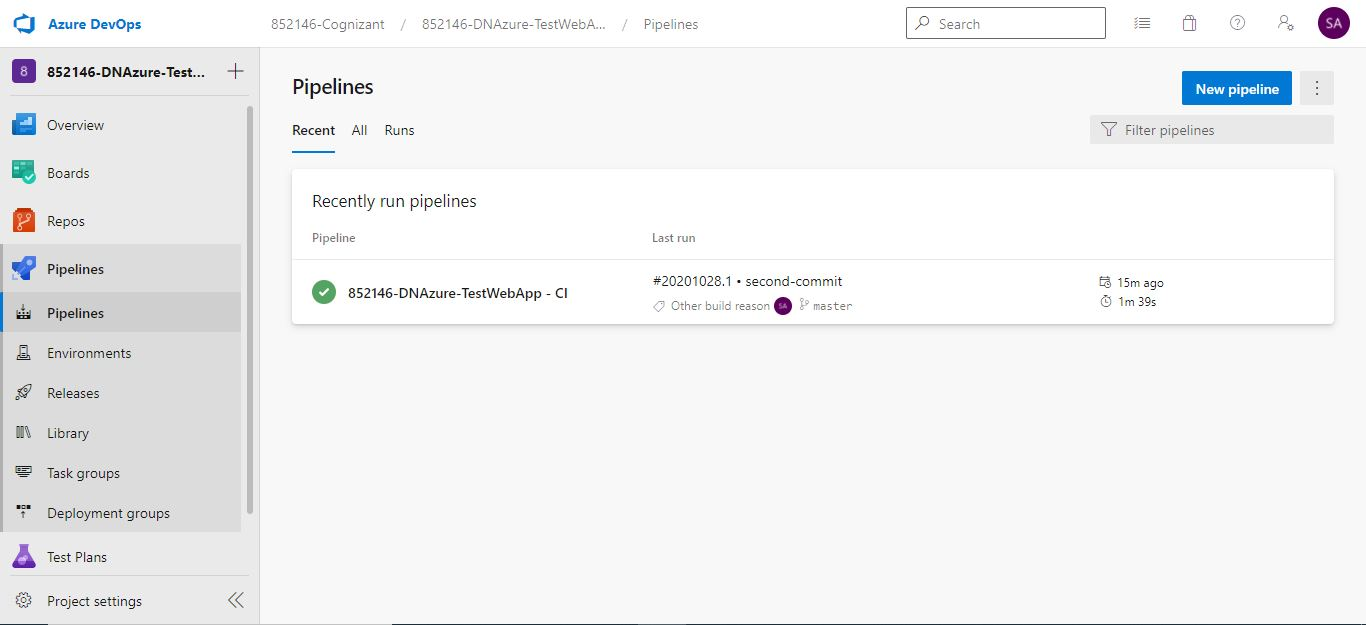 Azure DevOps
852146-Cognizant / 852146-DNAzure-TestWebA... / Pipelines
Search
SA
8 852146-DNAzure-Test...
Overview
Boards
Repos
Pipelines
Pipelines
Environments
Releases
Library
Task groups
Deployment groups
Test Plans
Project settings
Pipelines
New pipeline
Recent All Runs
Filter pipelines
Recently run pipelines
Pipeline Last run
852146-DNAzure-TestWebApp - CI
#20201028.1 • second-commit
Other build reason SA master
15m ago
1m 39s